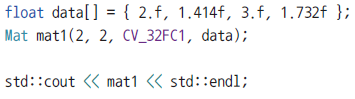 float data[] = { 2.f, 1.414f, 3.f, 1.732f };
Mat mat1(2, 2, CV_32FC1, data);
std::cout << mat1 << std::endl;